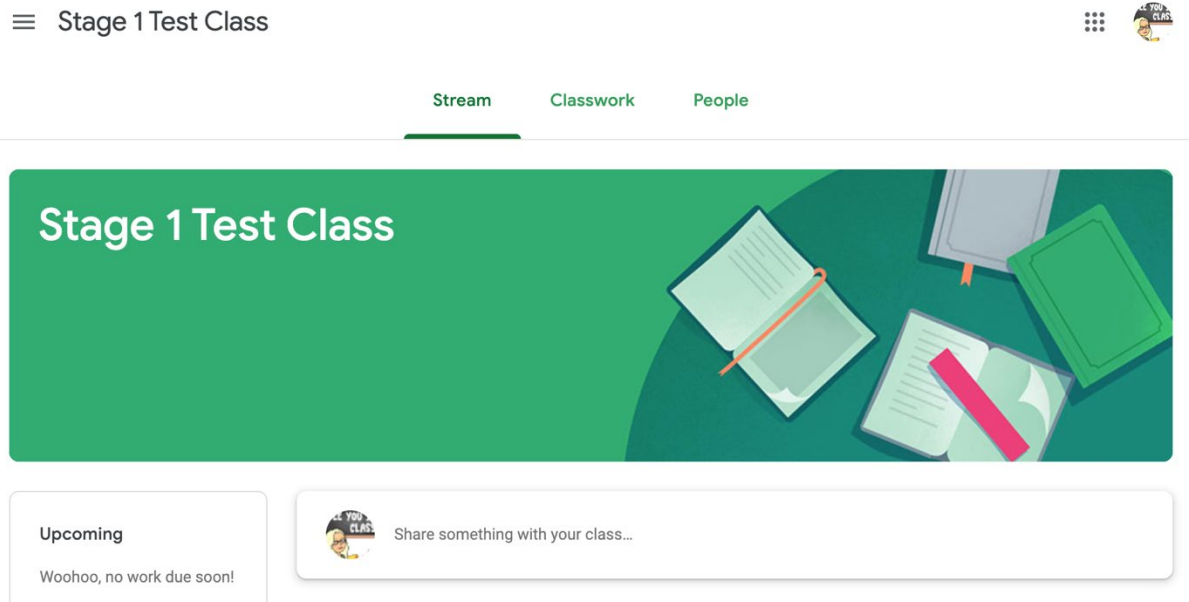 Stage 1 Test Class
Stream
Classwork
People
Stage 1 Test Class
Upcoming
Woohoo, no work due soon!
Share something with your class...